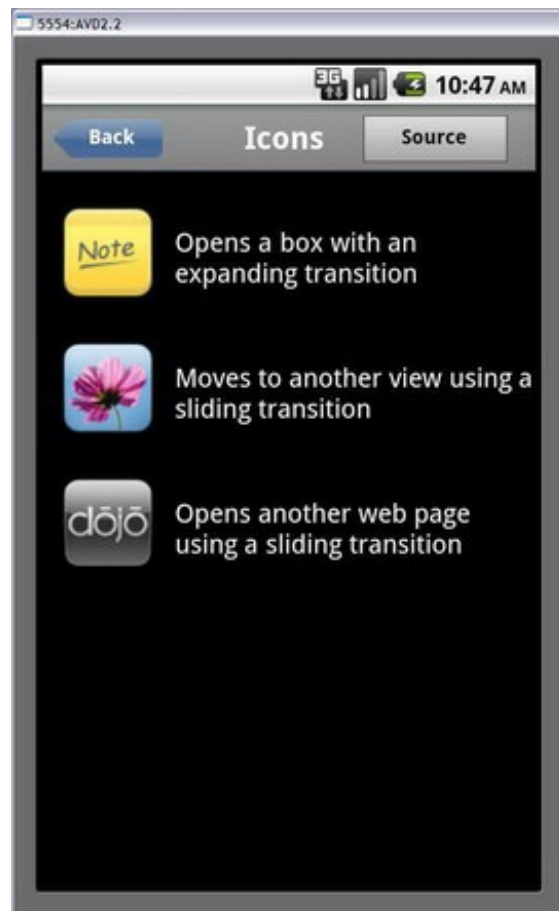 5554:AVD2.2
3G
10:47 AM
Back
Icons
Source
Note
Opens a box with an
expanding transition
Moves to another view using a
sliding transition
dōjō
Opens another web page
using a sliding transition